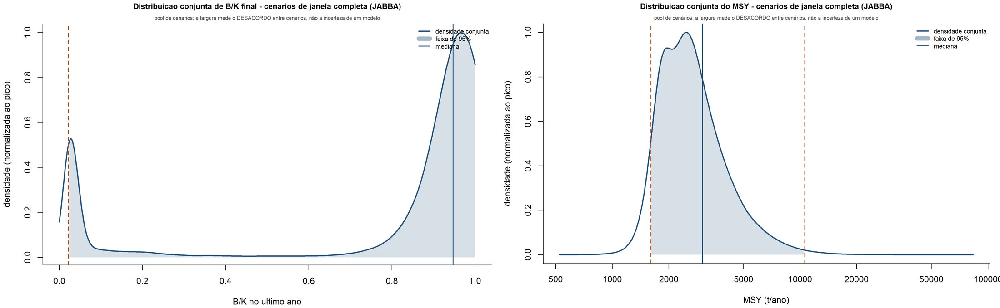 Distribuicao conjunta de B/K final - cenarios de janela completa (JABBA)
pool de cenários: a largura mede o DESACORDO entre cenários, não a incerteza de um modelo
densidade conjunta
faixa de 95%
mediana
densidade (normalizada ao pico)
1.0
0.8
0.6
0.4
0.2
0.0
0.0 0.2 0.4 0.6 0.8 1.0
B/K no ultimo ano
Distribuicao conjunta do MSY - cenarios de janela completa (JABBA)
pool de cenários: a largura mede o DESACORDO entre cenários, não a incerteza de um modelo
densidade conjunta
faixa de 95%
mediana
densidade (normalizada ao pico)
1.0
0.8
0.6
0.4
0.2
0.0
500 1000 2000 5000 10000 20000 50000
MSY (t/ano)